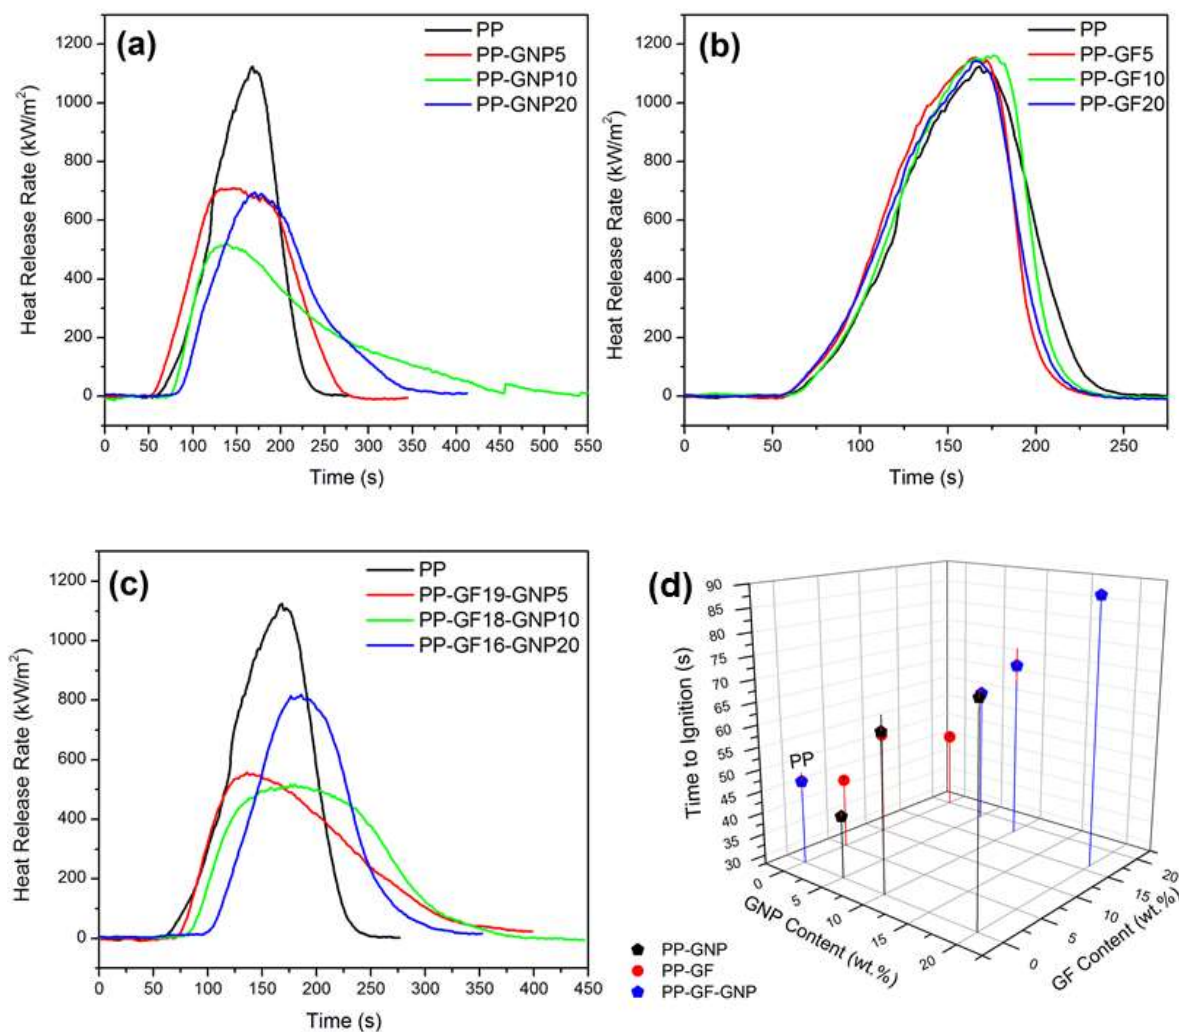 (a)
PP
PP-GNP5
PP-GNP10
PP-GNP20
1200
1000
800
600
400
200
0
Heat Release Rate (kW/m²)
0 50 100 150 200 250 300 350 400 450 500 550
Time (s)
(b)
PP
PP-GF5
PP-GF10
PP-GF20
1200
1000
800
600
400
200
0
Heat Release Rate (kW/m²)
0 50 100 150 200 250
Time (s)
(c)
PP
PP-GF19-GNP5
PP-GF18-GNP10
PP-GF16-GNP20
1200
1000
800
600
400
200
0
Heat Release Rate (kW/m²)
0 50 100 150 200 250 300 350 400 450
Time (s)
(d)
90
85
80
75
70
65
60
55
50
45
40
35
30
Time to Ignition (s)
PP
0 5 10 15 20
GNP Content (wt.%)
0 5 10 15 20
GF Content (wt.%)
PP-GNP
PP-GF
PP-GF-GNP